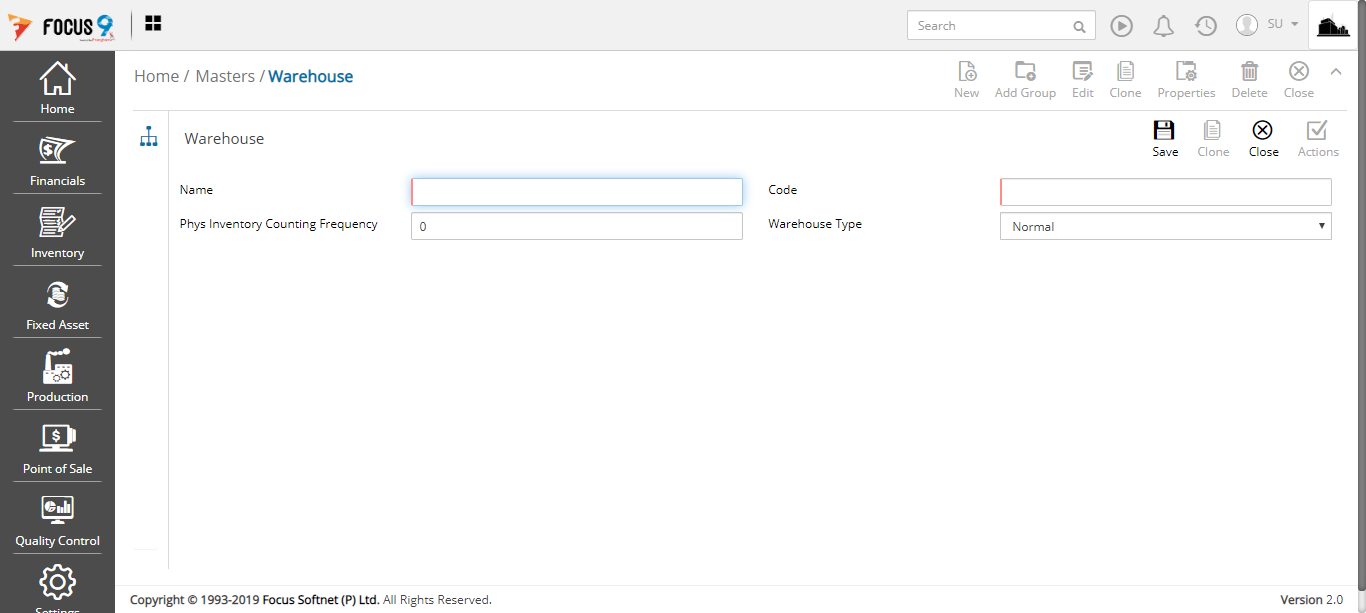 FOCUS 9
Search
SU
Home
Financials
Inventory
Fixed Asset
Production
Point of Sale
Quality Control
Settings
Home / Masters / Warehouse
New
Add Group
Edit
Clone
Properties
Delete
Close
Warehouse
Save
Clone
Close
Actions
Name
Code
Phys Inventory Counting Frequency
0
Warehouse Type
Normal
Copyright © 1993-2019 Focus Softnet (P) Ltd. All Rights Reserved.
Version 2.0